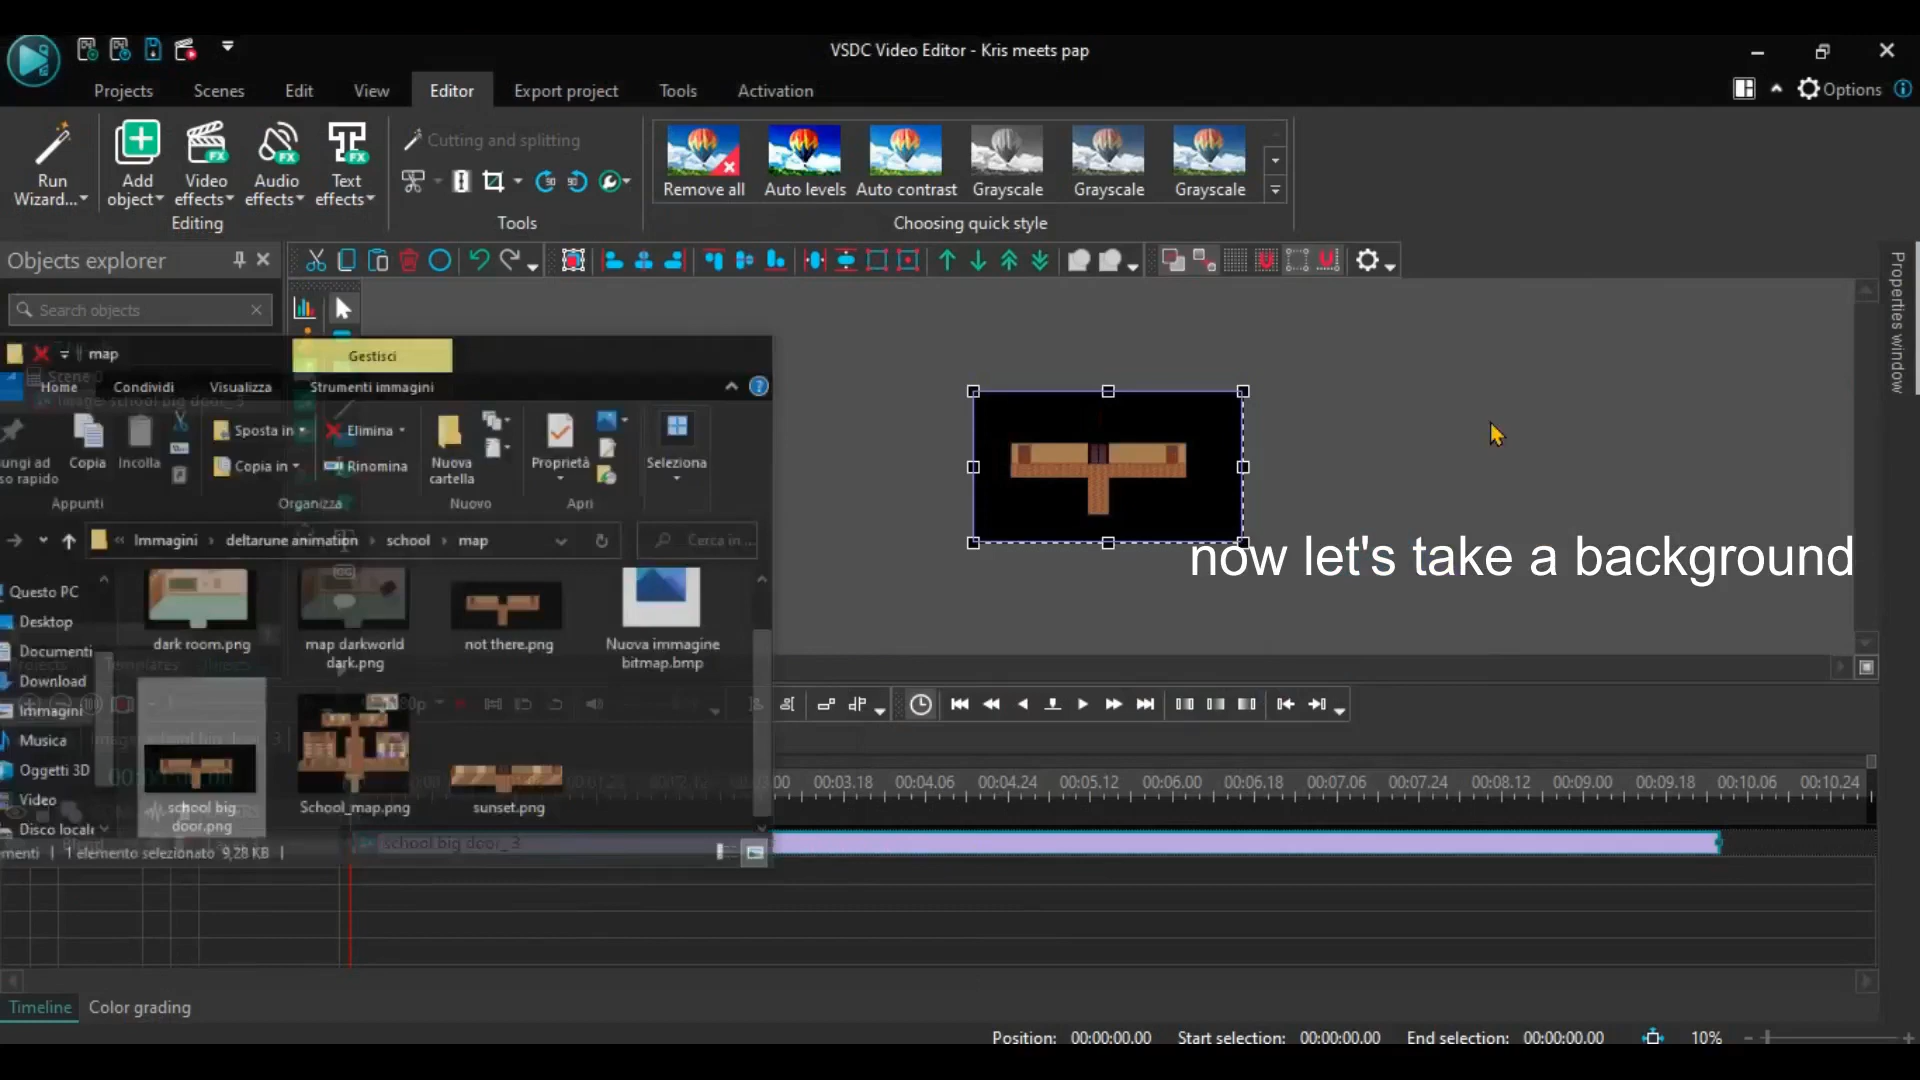 VSDC Video Editor - Kris meets pap
Projects Scenes Edit View Editor Export project Tools Activation
Options
Run Wizard...
Add object
Video effects
Audio effects
Text effects
Editing
Cutting and splitting
Tools
Remove all Auto levels Auto contrast Grayscale Grayscale Grayscale
Choosing quick style
Objects explorer
Search objects
Properties window
map
Gestisci
Scene 0
Home Condividi Visualizza Strumenti immagini
Image: school big door_3
ungi ad
so rapido
Copia
Incolla
Appunti
Sposta in
Copia in
Elimina
Rinomina
Organizza
Nuova
cartella
Nuovo
Proprietà
Apri
Seleziona
Immagini deltarune animation school map
Cerca in ...
now let's take a background
Questo PC
Desktop
Documenti
Download
Immagini
Musica
Oggetti 3D
Video
Disco locale
dark room.png
map darkworld
dark.png
not there.png
Nuova immagine
bitmap.bmp
school big
door.png
School_map.png
sunset.png
menti 1 elemento selezionato 9,28 KB
school big door_3
00:03.18 00:04.06 00:04.24 00:05.12 00:06.00 00:06.18 00:07.06 00:07.24 00:08.12 00:09.00 00:09.18 00:10.06 00:10.24
Timeline Color grading
Position: 00:00:00.00 Start selection: 00:00:00.00 End selection: 00:00:00.00 10%